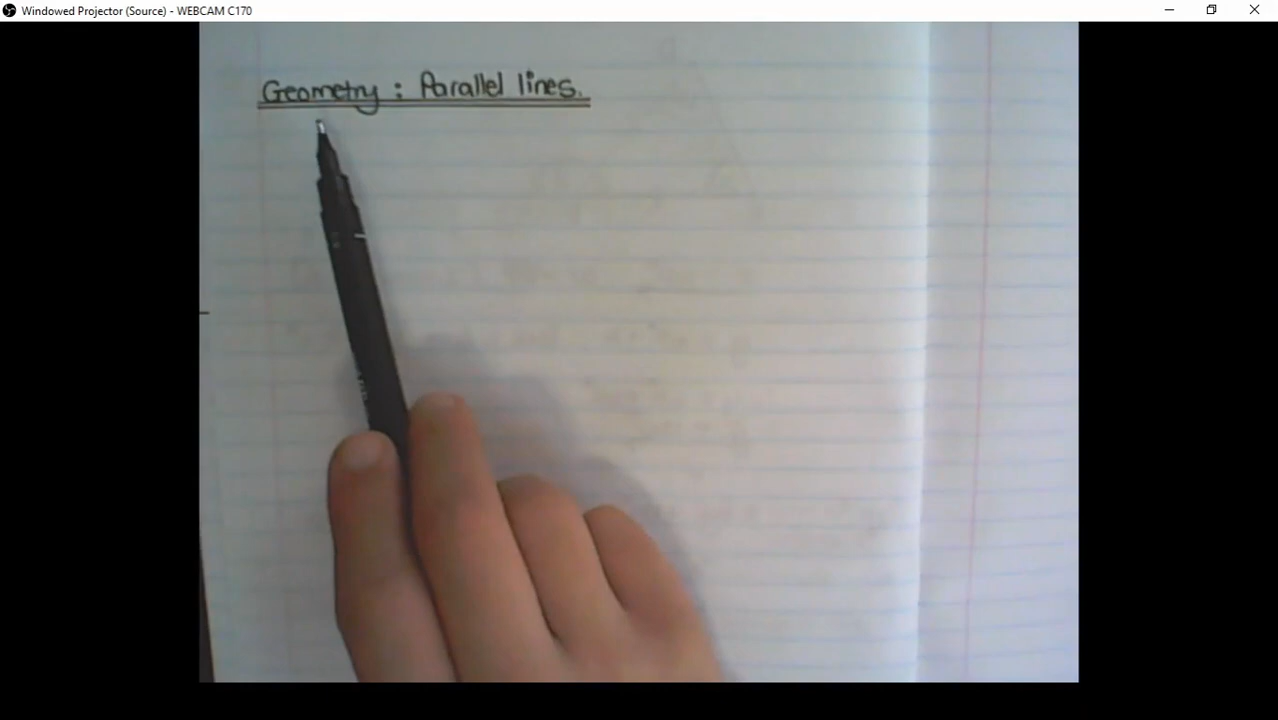 Windowed Projector (Source) - WEBCAM C170
Geometry : Parallel lines.